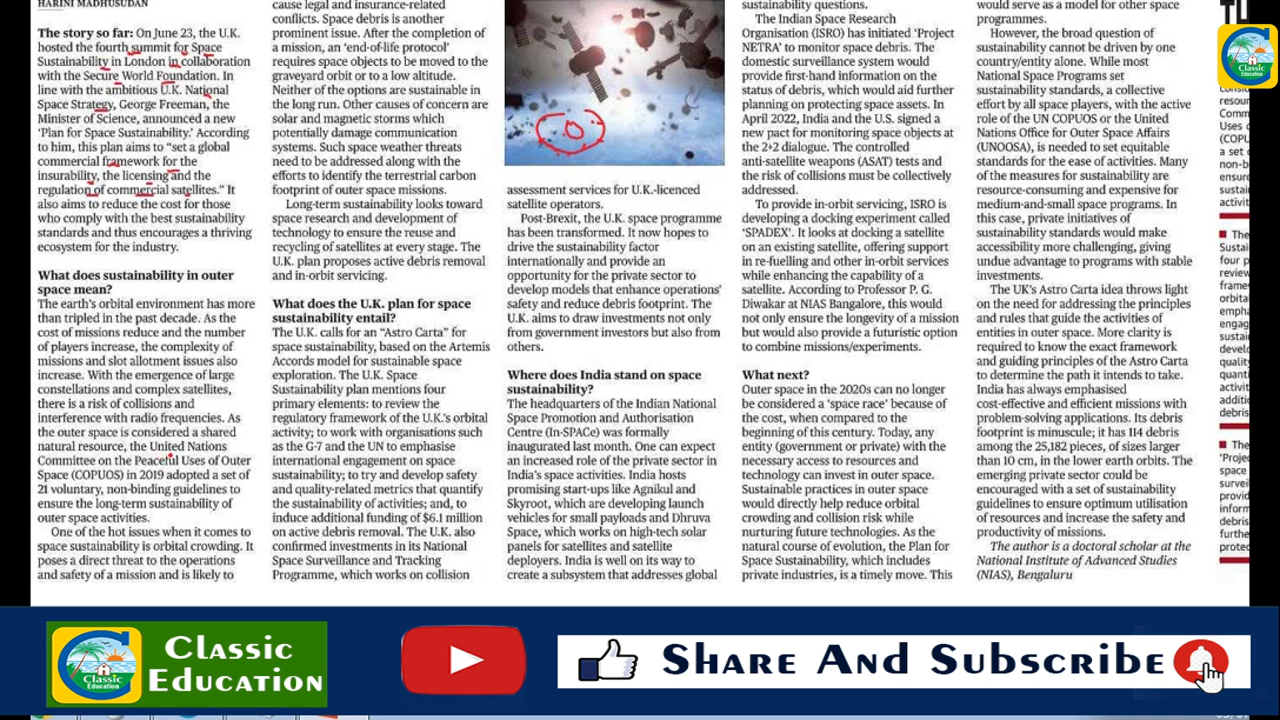 HARINI MADHUSUDAN
The story so far: On June 23, the U.K.
hosted the fourth summit for Space
Sustainability in London in collaboration
with the Secure World Foundation. In
line with the ambitious U.K. National
Space Strategy, George Freeman, the
Minister of Science, announced a new
‘Plan for Space Sustainability.’ According
to him, this plan aims to “set a global
commercial framework for the
insurability, the licensing and the
regulation of commercial satellites.” It
also aims to reduce the cost for those
who comply with the best sustainability
standards and thus encourages a thriving
ecosystem for the industry.
What does sustainability in outer
space mean?
The earth's orbital environment has more
than tripled in the past decade. As the
cost of missions reduce and the number
of players increase, the complexity of
missions and slot allotment issues also
increase. With the emergence of large
constellations and complex satellites,
there is a risk of collisions and
interference with radio frequencies. As
the outer space is considered a shared
natural resource, the United Nations
Committee on the Peaceful Uses of Outer
Space (COPUOS) in 2019 adopted a set of
21 voluntary, non-binding guidelines to
ensure the long-term sustainability of
outer space activities.
One of the hot issues when it comes to
space sustainability is orbital crowding. It
poses a direct threat to the operations
and safety of a mission and is likely to
cause legal and insurance-related
conflicts. Space debris is another
prominent issue. After the completion of
a mission, an ‘end-of-life protocol’
requires space objects to be moved to the
graveyard orbit or to a low altitude.
Neither of the options are sustainable in
the long run. Other causes of concern are
solar and magnetic storms which
potentially damage communication
systems. Such space weather threats
need to be addressed along with the
efforts to identify the terrestrial carbon
footprint of outer space missions.
Long-term sustainability looks toward
space research and development of
technology to ensure the reuse and
recycling of satellites at every stage. The
U.K. plan proposes active debris removal
and in-orbit servicing.
What does the U.K. plan for space
sustainability entail?
The U.K. calls for an “Astro Carta” for
space sustainability, based on the Artemis
Accords model for sustainable space
exploration. The U.K. Space
Sustainability plan mentions four
primary elements: to review the
regulatory framework of the U.K.'s orbital
activity; to work with organisations such
as the G-7 and the UN to emphasise
international engagement on space
sustainability; to try and develop safety
and quality-related metrics that quantify
the sustainability of activities; and, to
induce additional funding of $6.1 million
on active debris removal. The U.K. also
confirmed investments in its National
Space Surveillance and Tracking
Programme, which works on collision
assessment services for U.K.-licenced
satellite operators.
Post-Brexit, the U.K. space programme
has been transformed. It now hopes to
drive the sustainability factor
internationally and provide an
opportunity for the private sector to
develop models that enhance operations'
safety and reduce debris footprint. The
U.K. aims to draw investments not only
from government investors but also from
others.
Where does India stand on space
sustainability?
The headquarters of the Indian National
Space Promotion and Authorisation
Centre (In-SPACe) was formally
inaugurated last month. One can expect
an increased role of the private sector in
India's space activities. India hosts
promising start-ups like Agnikul and
Skyroot, which are developing launch
vehicles for small payloads and Dhruva
Space, which works on high-tech solar
panels for satellites and satellite
deployers. India is well on its way to
create a subsystem that addresses global
sustainability questions.
The Indian Space Research
Organisation (ISRO) has initiated ‘Project
NETRA’ to monitor space debris. The
domestic surveillance system would
provide first-hand information on the
status of debris, which would aid further
planning on protecting space assets. In
April 2022, India and the U.S. signed a
new pact for monitoring space objects at
the 2+2 dialogue. The controlled
anti-satellite weapons (ASAT) tests and
the risk of collisions must be collectively
addressed.
To provide in-orbit servicing, ISRO is
developing a docking experiment called
‘SPADEX’. It looks at docking a satellite
on an existing satellite, offering support
in re-fuelling and other in-orbit services
while enhancing the capability of a
satellite. According to Professor P. G.
Diwakar at NIAS Bangalore, this would
not only ensure the longevity of a mission
but would also provide a futuristic option
to combine missions/experiments.
What next?
Outer space in the 2020s can no longer
be considered a ‘space race’ because of
the cost, when compared to the
beginning of this century. Today, any
entity (government or private) with the
necessary access to resources and
technology can invest in outer space.
Sustainable practices in outer space
would directly help reduce orbital
crowding and collision risk while
nurturing future technologies. As the
natural course of evolution, the Plan for
Space Sustainability, which includes
private industries, is a timely move. This
would serve as a model for other space
programmes.
However, the broad question of
sustainability cannot be driven by one
country/entity alone. While most
National Space Programs set
sustainability standards, a collective
effort by all space players, with the active
role of the UN COPUOS or the United
Nations Office for Outer Space Affairs
(UNOOSA), is needed to set equitable
standards for the ease of activities. Many
of the measures for sustainability are
resource-consuming and expensive for
medium-and-small space programs. In
this case, private initiatives of
sustainability standards would make
accessibility more challenging, giving
undue advantage to programs with stable
investments.
The UK's Astro Carta idea throws light
on the need for addressing the principles
and rules that guide the activities of
entities in outer space. More clarity is
required to know the exact framework
and guiding principles of the Astro Carta
to determine the path it intends to take.
India has always emphasised
cost-effective and efficient missions with
problem-solving applications. Its debris
footprint is minuscule; it has 114 debris
among the 25,182 pieces, of sizes larger
than 10 cm, in the lower earth orbits. The
emerging private sector could be
encouraged with a set of sustainability
guidelines to ensure optimum utilisation
of resources and increase the safety and
productivity of missions.
The author is a doctoral scholar at the
National Institute of Advanced Studies
(NIAS), Bengaluru
Classic
Education
Classic
Education
Classic
Education
Share And Subscribe